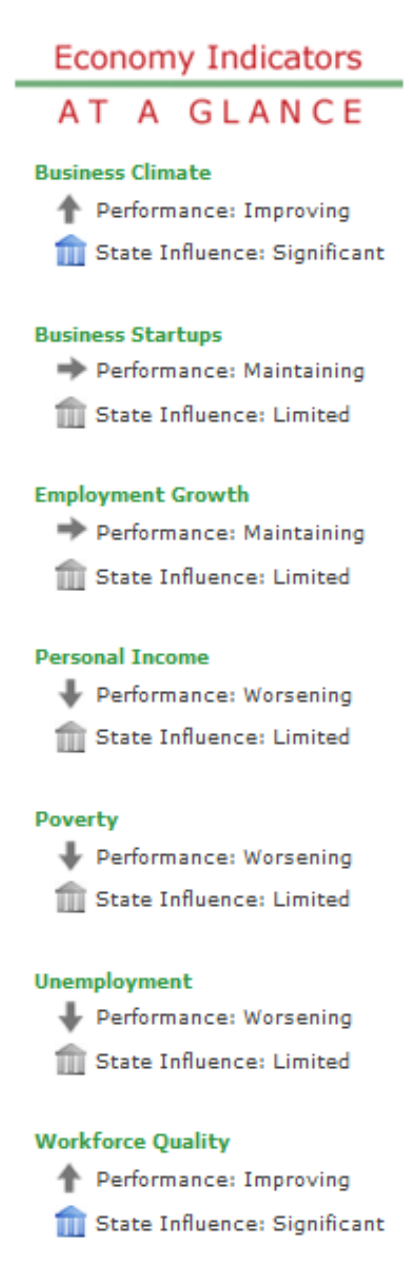 Economy Indicators
AT A GLANCE
Business Climate
Performance: Improving
State Influence: Significant
Business Startups
Performance: Maintaining
State Influence: Limited
Employment Growth
Performance: Maintaining
State Influence: Limited
Personal Income
Performance: Worsening
State Influence: Limited
Poverty
Performance: Worsening
State Influence: Limited
Unemployment
Performance: Worsening
State Influence: Limited
Workforce Quality
Performance: Improving
State Influence: Significant